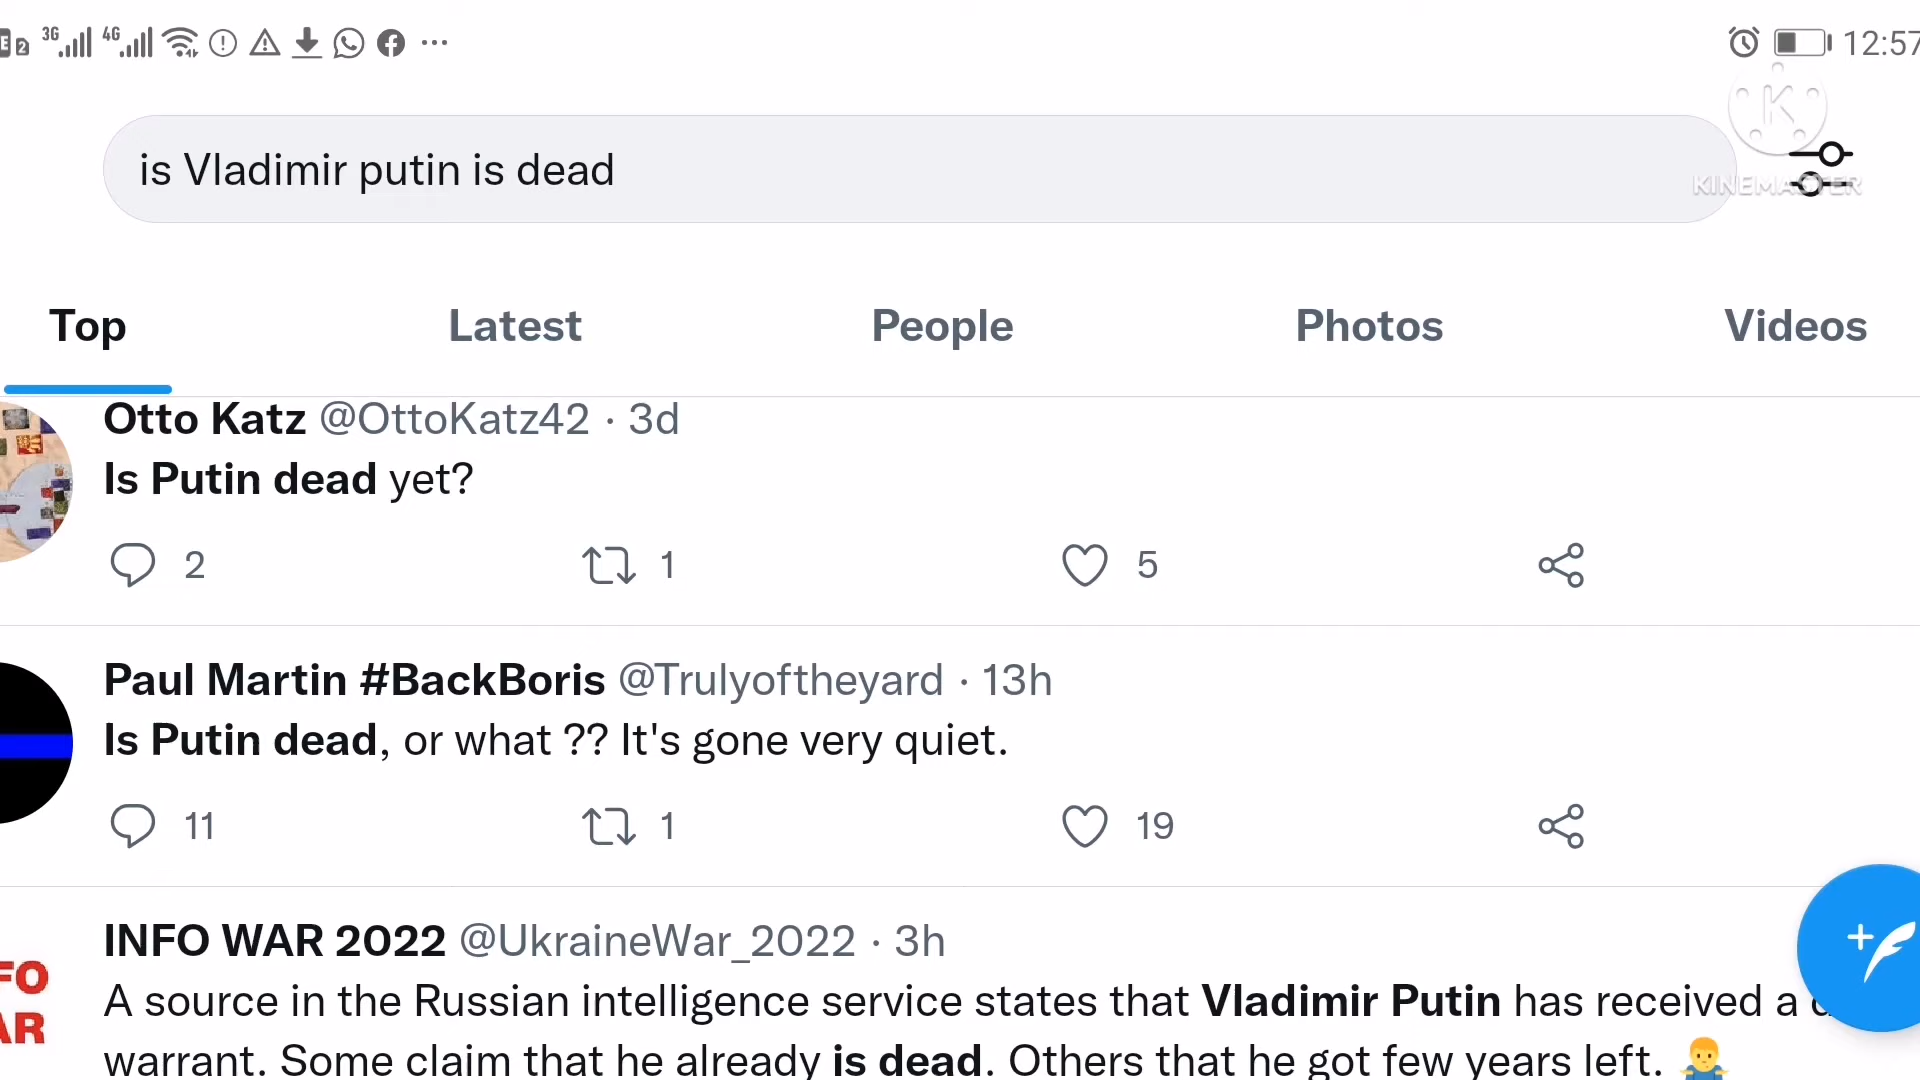 3G 4G 12:57
is Vladimir putin is dead
KINEMASTER
Top Latest People Photos Videos
Otto Katz @OttoKatz42 · 3d
Is Putin dead yet?
2 1 5
Paul Martin #BackBoris @Trulyoftheyard · 13h
Is Putin dead, or what ?? It's gone very quiet.
11 1 19
INFO WAR 2022 @UkraineWar_2022 · 3h
A source in the Russian intelligence service states that Vladimir Putin has received a
warrant. Some claim that he already is dead. Others that he got few years left. 🤷‍♂️